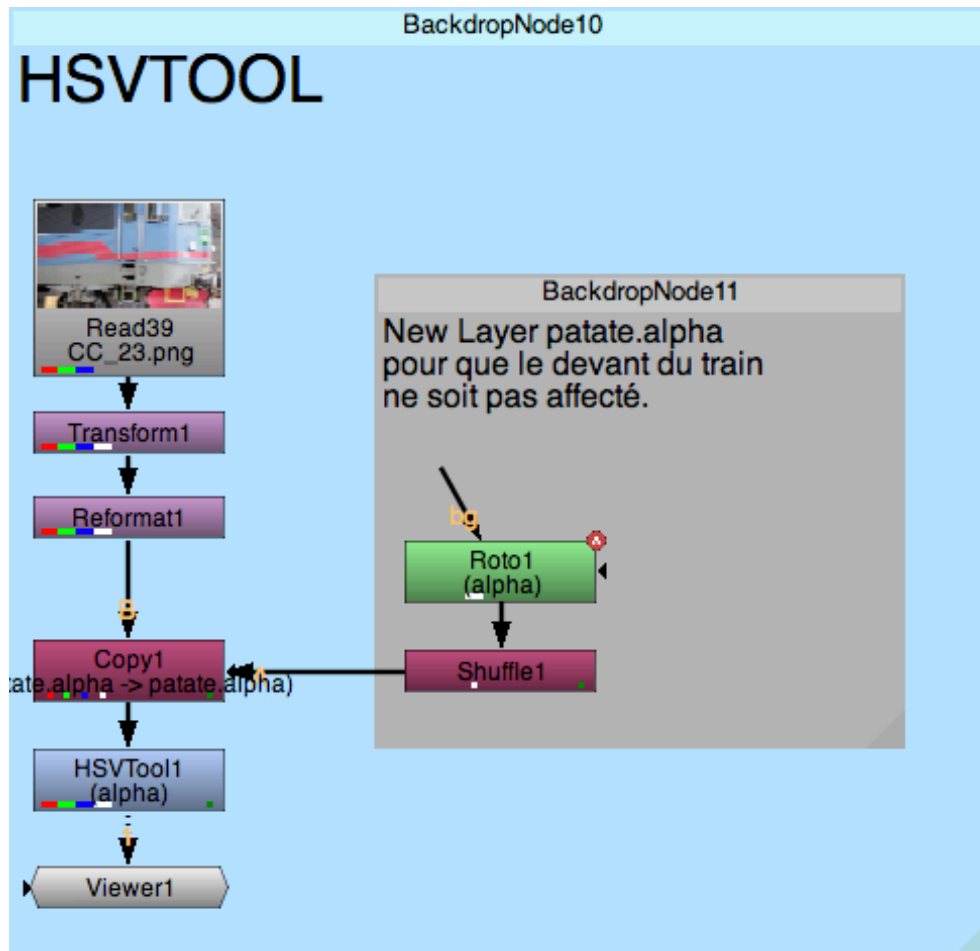 BackdropNode10
HSVTOOL
Read39
CC_23.png
Transform1
Reformat1
B
Copy1
tate.alpha -> patate.alpha)
A
HSVTool1
(alpha)
1
Viewer1
BackdropNode11
New Layer patate.alpha
pour que le devant du train
ne soit pas affecté.
bg
Roto1
(alpha)
A
Shuffle1